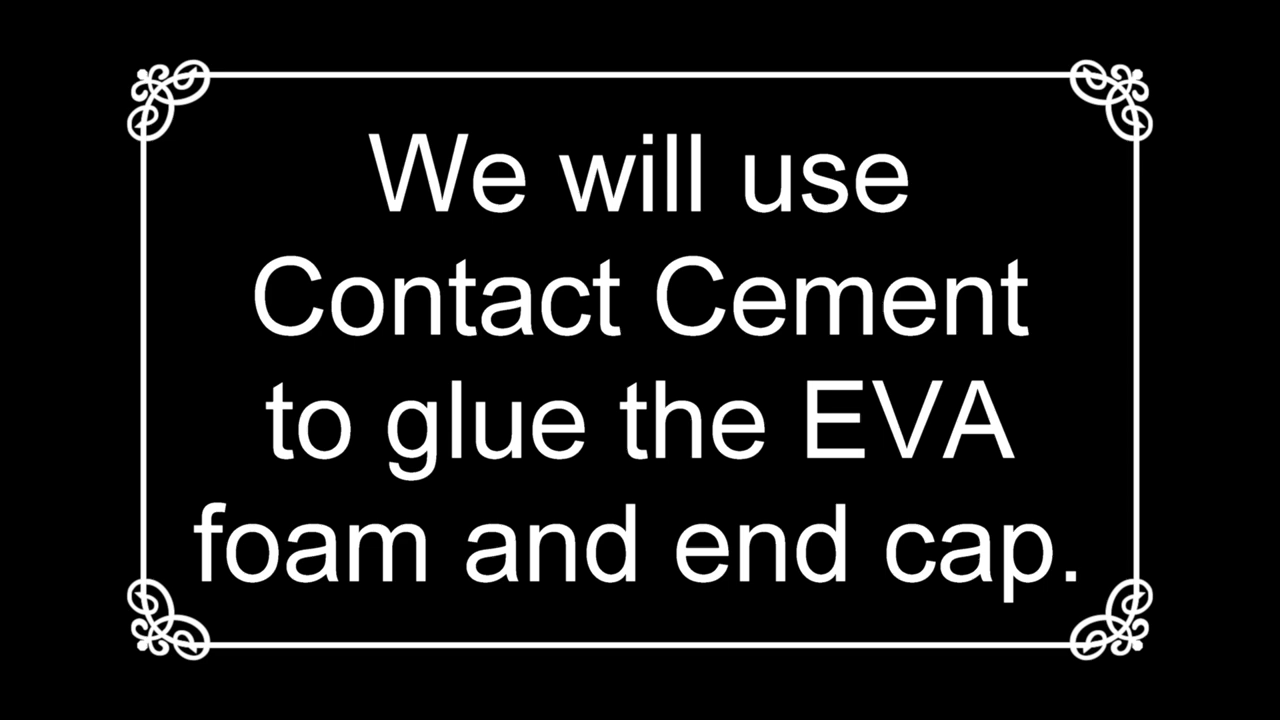 We will use
Contact Cement
to glue the EVA
foam and end cap.